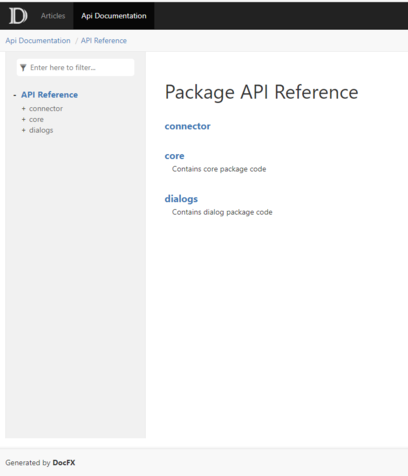 Articles Api Documentation
Api Documentation / API Reference
Enter here to filter...
- API Reference
+ connector
+ core
+ dialogs
Package API Reference
connector
core
Contains core package code
dialogs
Contains dialog package code
Generated by DocFX